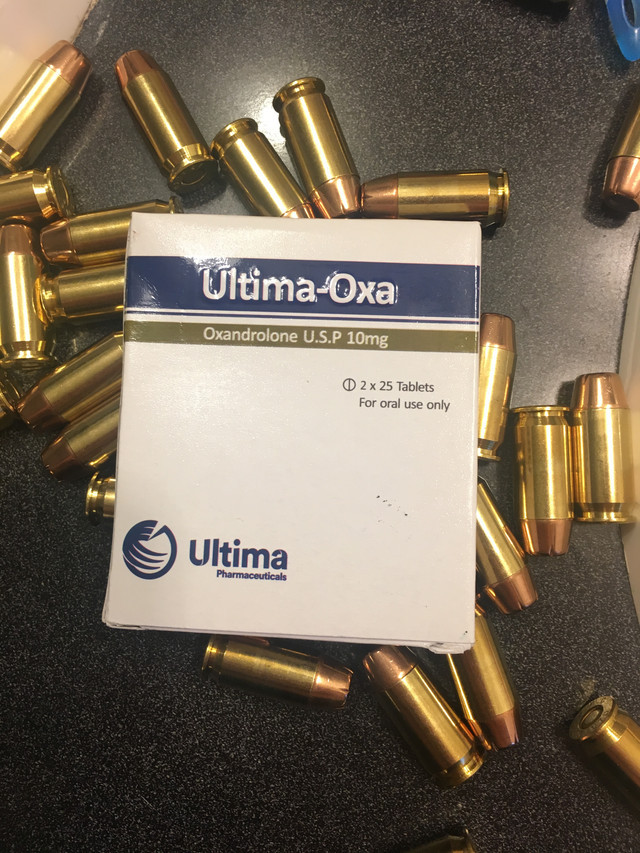 Ultima-Oxa
Oxandrolone U.S.P 10mg
2 x 25 Tablets
For oral use only
Ultima
Pharmaceuticals